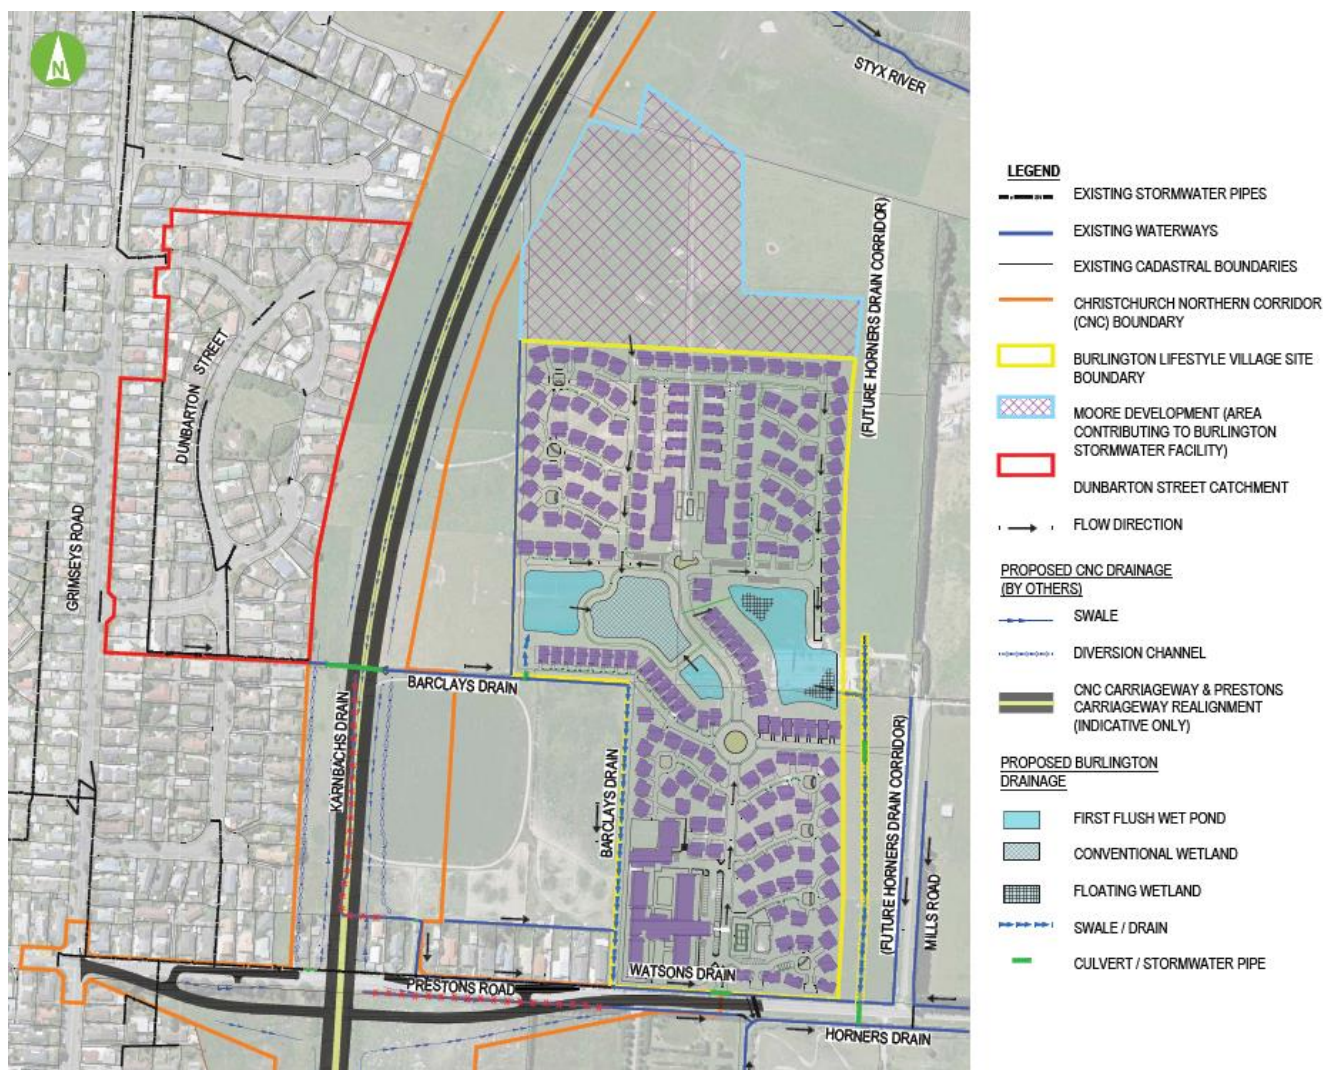 N
STYX RIVER
(FUTURE HORNERS DRAIN CORRIDOR)
DUNBARTON STREET
GRIMSEYS ROAD
BARCLAYS DRAIN
KARNBACHS DRAIN
BARCLAYS DRAIN
(FUTURE HORNERS DRAIN CORRIDOR)
MILLS ROAD
WATSONS DRAIN
PRESTONS ROAD
HORNERS DRAIN
LEGEND
EXISTING STORMWATER PIPES
EXISTING WATERWAYS
EXISTING CADASTRAL BOUNDARIES
CHRISTCHURCH NORTHERN CORRIDOR
(CNC) BOUNDARY
BURLINGTON LIFESTYLE VILLAGE SITE
BOUNDARY
MOORE DEVELOPMENT (AREA
CONTRIBUTING TO BURLINGTON
STORMWATER FACILITY)
DUNBARTON STREET CATCHMENT
FLOW DIRECTION
PROPOSED CNC DRAINAGE
(BY OTHERS)
SWALE
DIVERSION CHANNEL
CNC CARRIAGEWAY & PRESTONS
CARRIAGEWAY REALIGNMENT
(INDICATIVE ONLY)
PROPOSED BURLINGTON
DRAINAGE
FIRST FLUSH WET POND
CONVENTIONAL WETLAND
FLOATING WETLAND
SWALE / DRAIN
CULVERT / STORMWATER PIPE